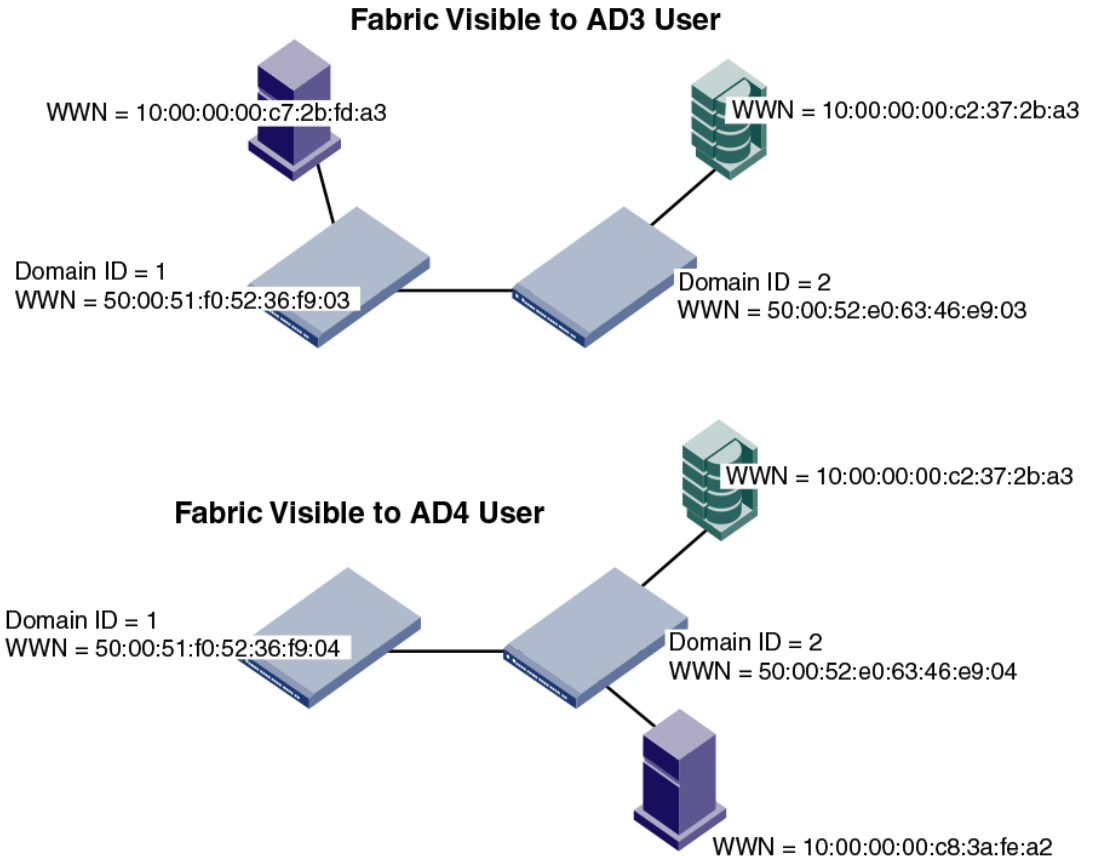 Fabric Visible to AD3 User
WWN = 10:00:00:00:c7:2b:fd:a3
WWN = 10:00:00:00:c2:37:2b:a3
Domain ID = 1
WWN = 50:00:51:f0:52:36:f9:03
Domain ID = 2
WWN = 50:00:52:e0:63:46:e9:03
WWN = 10:00:00:00:c2:37:2b:a3
Fabric Visible to AD4 User
Domain ID = 1
WWN = 50:00:51:f0:52:36:f9:04
Domain ID = 2
WWN = 50:00:52:e0:63:46:e9:04
WWN = 10:00:00:00:c8:3a:fe:a2